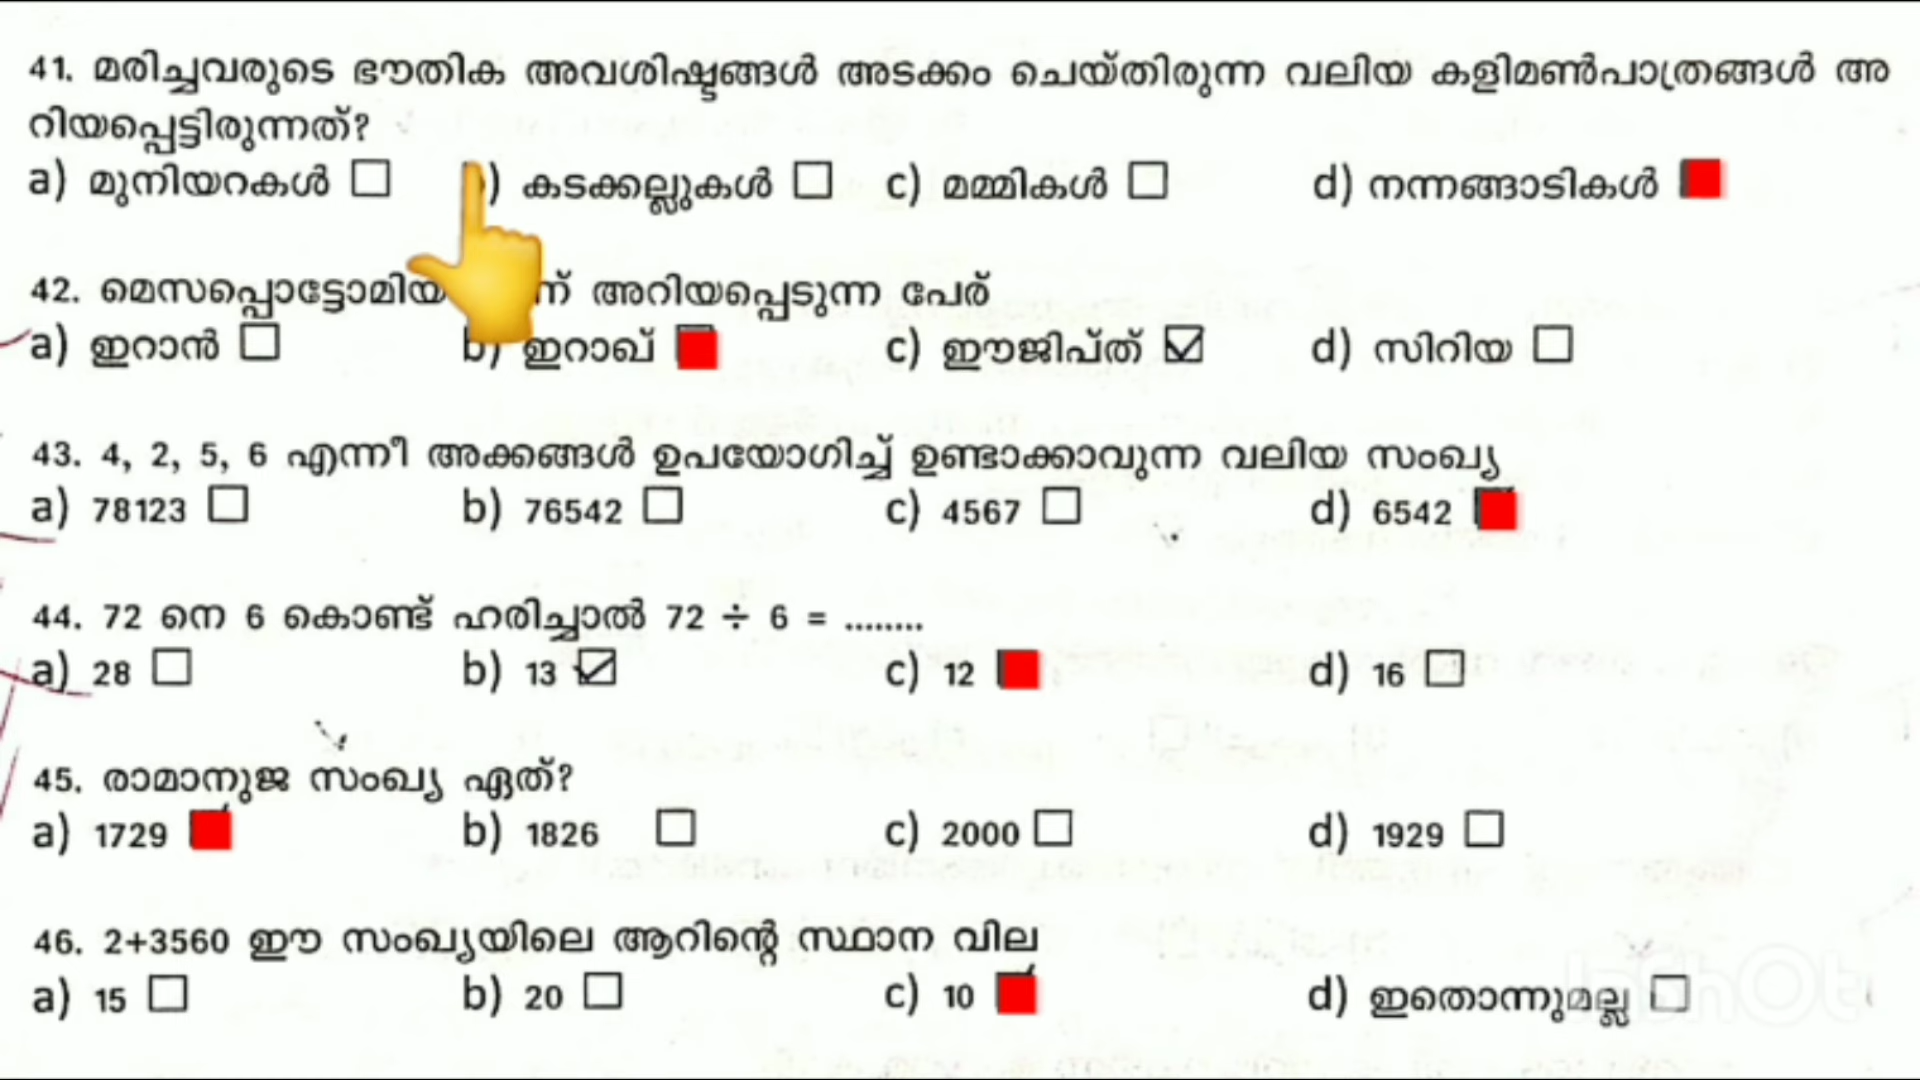 41. മരിച്ചവരുടെ ഭൗതിക അവശിഷ്ടങ്ങൾ അടക്കം ചെയ്തിരുന്ന വലിയ കളിമൺപാത്രങ്ങൾ അ
റിയപ്പെട്ടിരുന്നത്?
a) മുനിയറകൾ ) കടക്കല്ലുകൾ c) മമ്മികൾ d) നന്നങ്ങാടികൾ
42. മെസപ്പൊട്ടോമിയ ന് അറിയപ്പെടുന്ന പേര്
a) ഇറാൻ b) ഇറാഖ് c) ഈജിപ്ത് d) സിറിയ
43. 4, 2, 5, 6 എന്നീ അക്കങ്ങൾ ഉപയോഗിച്ച് ഉണ്ടാക്കാവുന്ന വലിയ സംഖ്യ
a) 78123 b) 76542 c) 4567 d) 6542
44. 72 നെ 6 കൊണ്ട് ഹരിച്ചാൽ 72 ÷ 6 = ........
a) 28 b) 13 c) 12 d) 16
45. രാമാനുജ സംഖ്യ ഏത്?
a) 1729 b) 1826 c) 2000 d) 1929
46. 2+3560 ഈ സംഖ്യയിലെ ആറിന്റെ സ്ഥാന വില
a) 15 b) 20 c) 10 d) ഇതൊന്നുമല്ല
InShOt